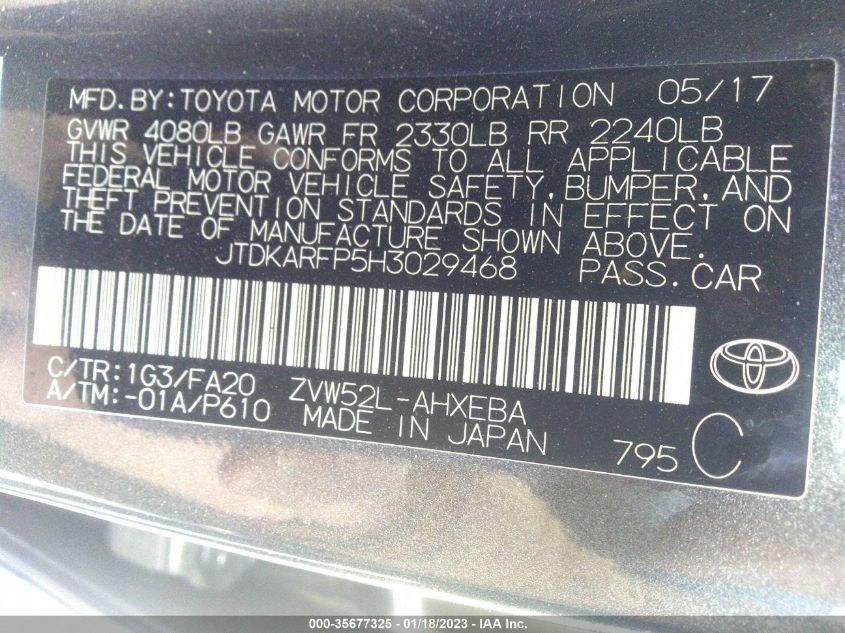 MFD.BY:TOYOTA MOTOR CORPORATION 05/17
GVWR 4080LB GAWR FR 2330LB RR 2240LB
THIS VEHICLE CONFORMS TO ALL APPLICABLE
FEDERAL MOTOR VEHICLE SAFETY,BUMPER,AND
THEFT PREVENTION STANDARDS IN EFFECT ON
THE DATE OF MANUFACTURE SHOWN ABOVE.
JTDKARFP5H3029468 PASS.CAR
C/TR:1G3/FA20 ZVW52L-AHXEBA
A/TM:-01A/P610 MADE IN JAPAN 795 C
000-35677325 - 01/18/2023 - IAA Inc.